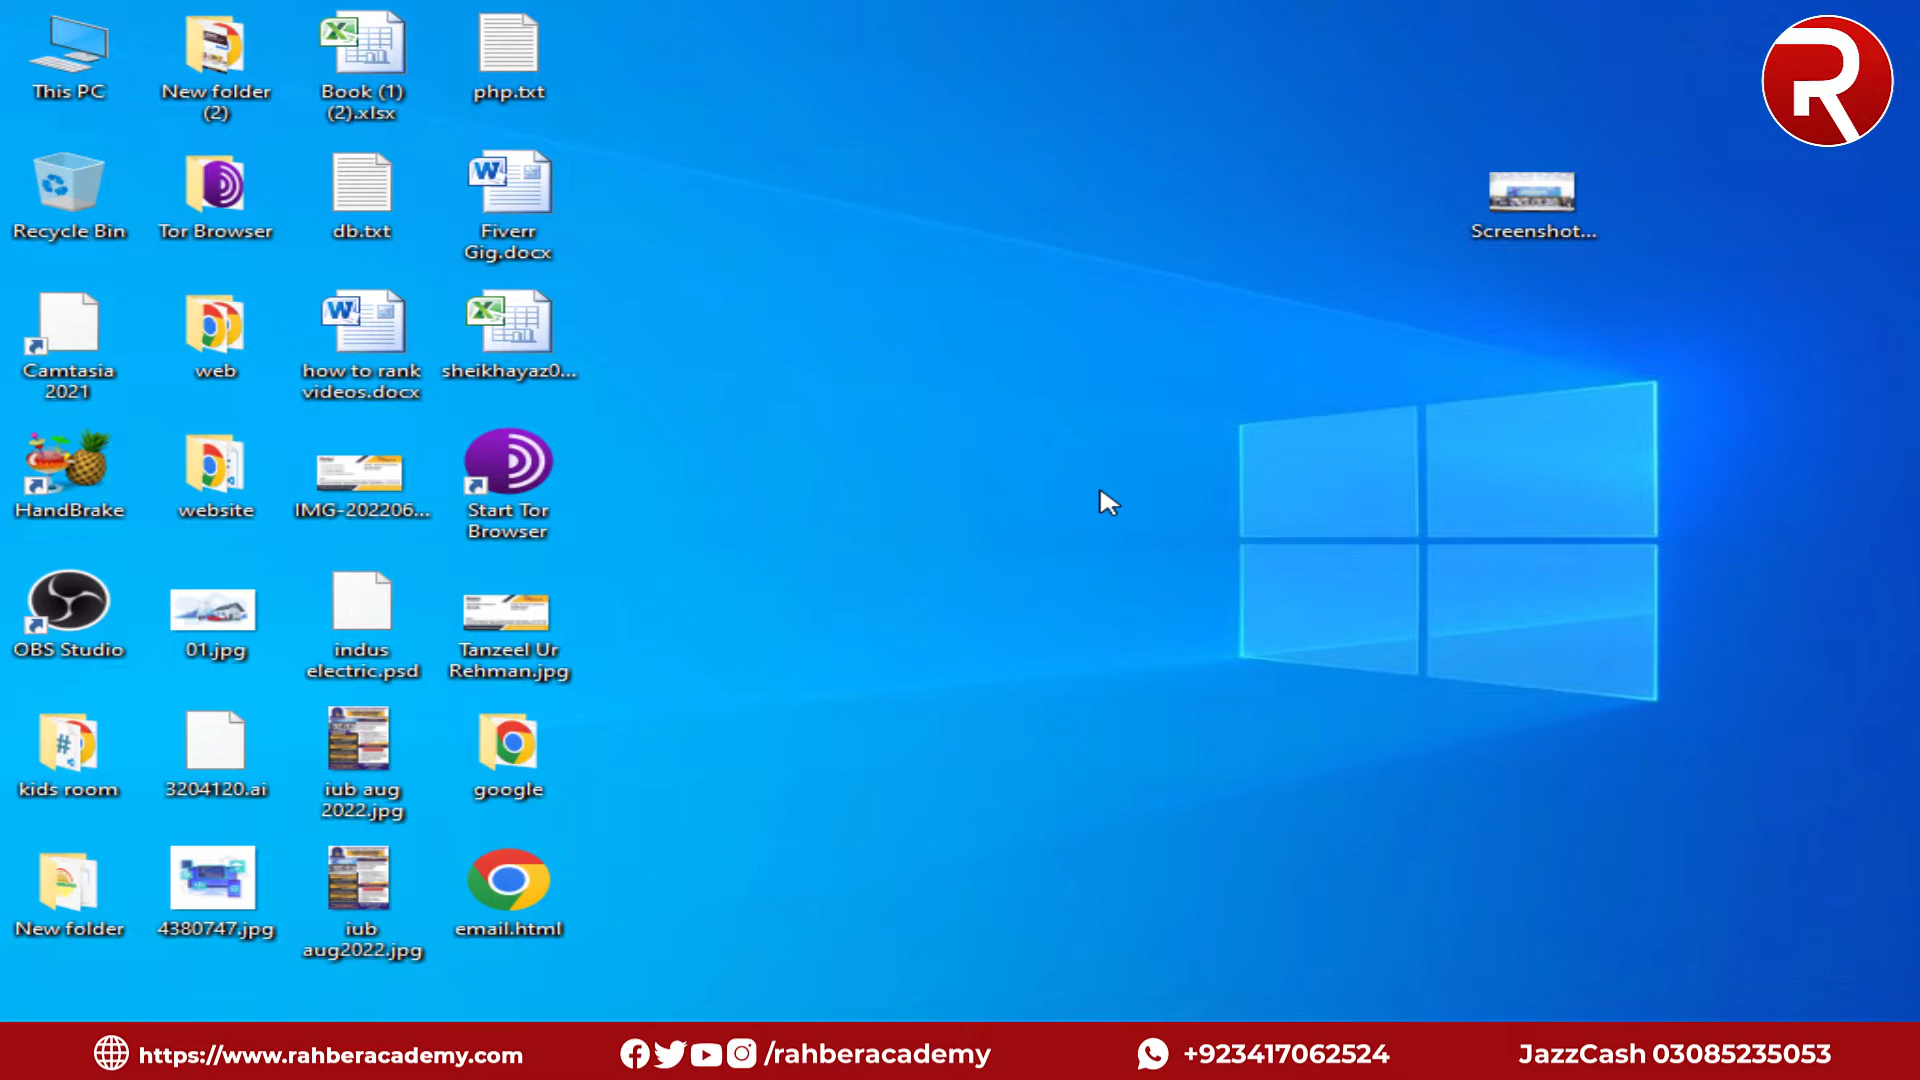 This PC
New folder
(2)
Book (1)
(2).xlsx
php.txt
Recycle Bin
Tor Browser
db.txt
Fiverr
Gig.docx
Screenshot...
Camtasia
2021
web
how to rank
videos.docx
sheikhayaz0...
HandBrake
website
IMG-202206...
Start Tor
Browser
OBS Studio
01.jpg
indus
electric.psd
Tanzeel Ur
Rehman.jpg
kids room
3204120.ai
iub aug
2022.jpg
google
New folder
4380747.jpg
iub
aug2022.jpg
email.html
https://www.rahberacademy.com
/rahberacademy
+923417062524
JazzCash 03085235053